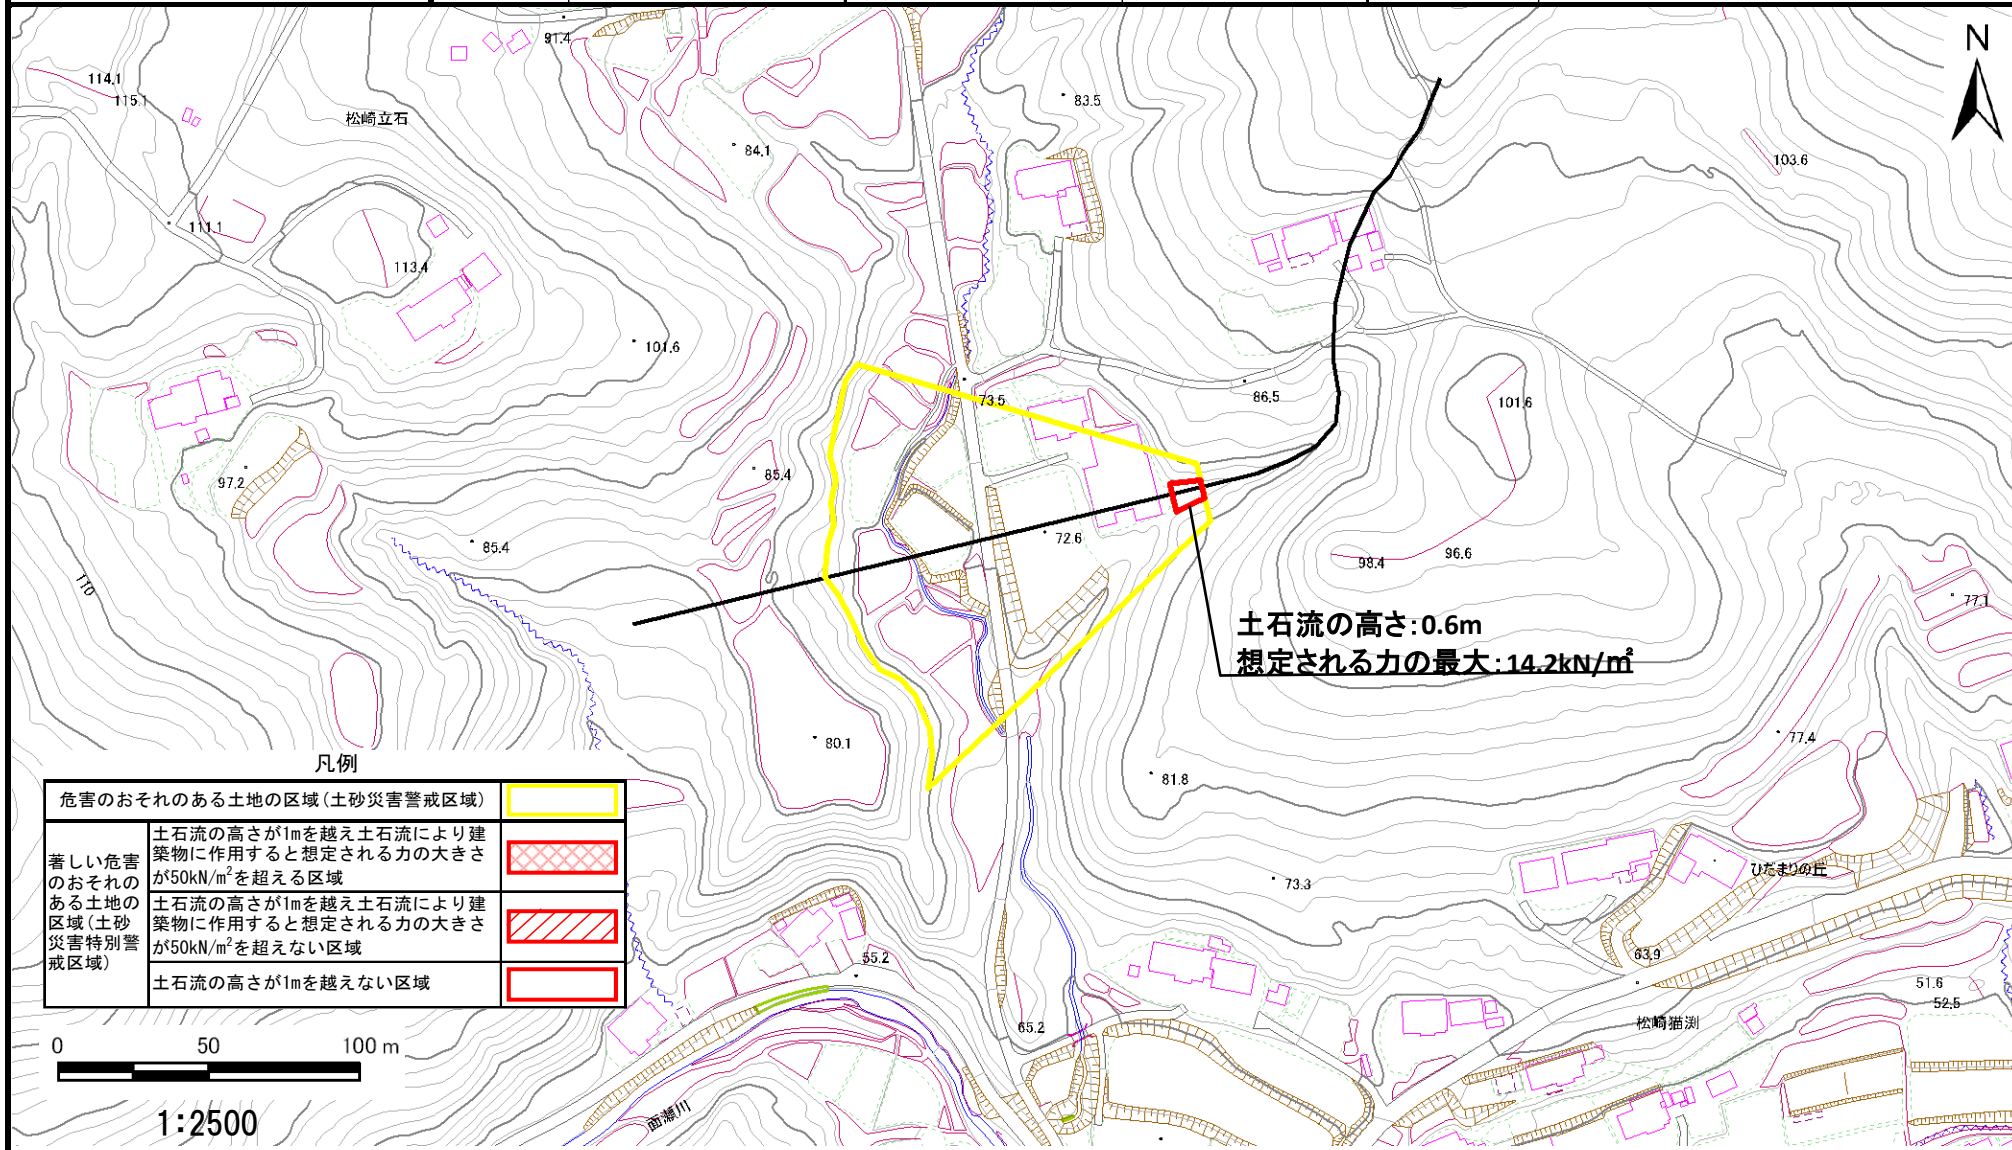 N
91.4
114.1
115.1
松崎立石
83.5
84.1
103.6
111.1
113.4
101.6
73.5
86.5
101.6
85.4
97.2
85.4
72.6
98.4
96.6
110
77.1
土石流の高さ:0.6m
想定される力の最大:14.2kN/㎡
80.1
77.4
81.8
凡例
危害のおそれのある土地の区域(土砂災害警戒区域)
著しい危害
のおそれの
ある土地の
区域(土砂
災害特別警
戒区域)
土石流の高さが1mを越え土石流により建
築物に作用すると想定される力の大きさ
が50kN/m²を超える区域
土石流の高さが1mを越え土石流により建
築物に作用すると想定される力の大きさ
が50kN/m²を超えない区域
土石流の高さが1mを越えない区域
73.3
ひだまりの丘
55.2
63.9
51.6
52.5
65.2
松崎猫渕
面瀬川
0 50 100 m
1:2500